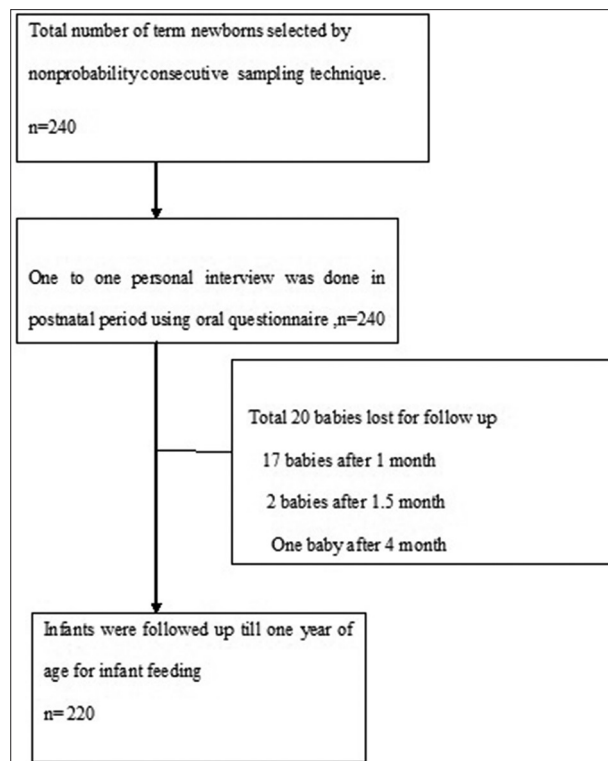 Total number of term newborns selected by
nonprobability consecutive sampling technique.
n=240
One to one personal interview was done in
postnatal period using oral questionnaire ,n=240
Total 20 babies lost for follow up
17 babies after 1 month
2 babies after 1.5 month
One baby after 4 month
Infants were followed up till one year of
age for infant feeding
n= 220